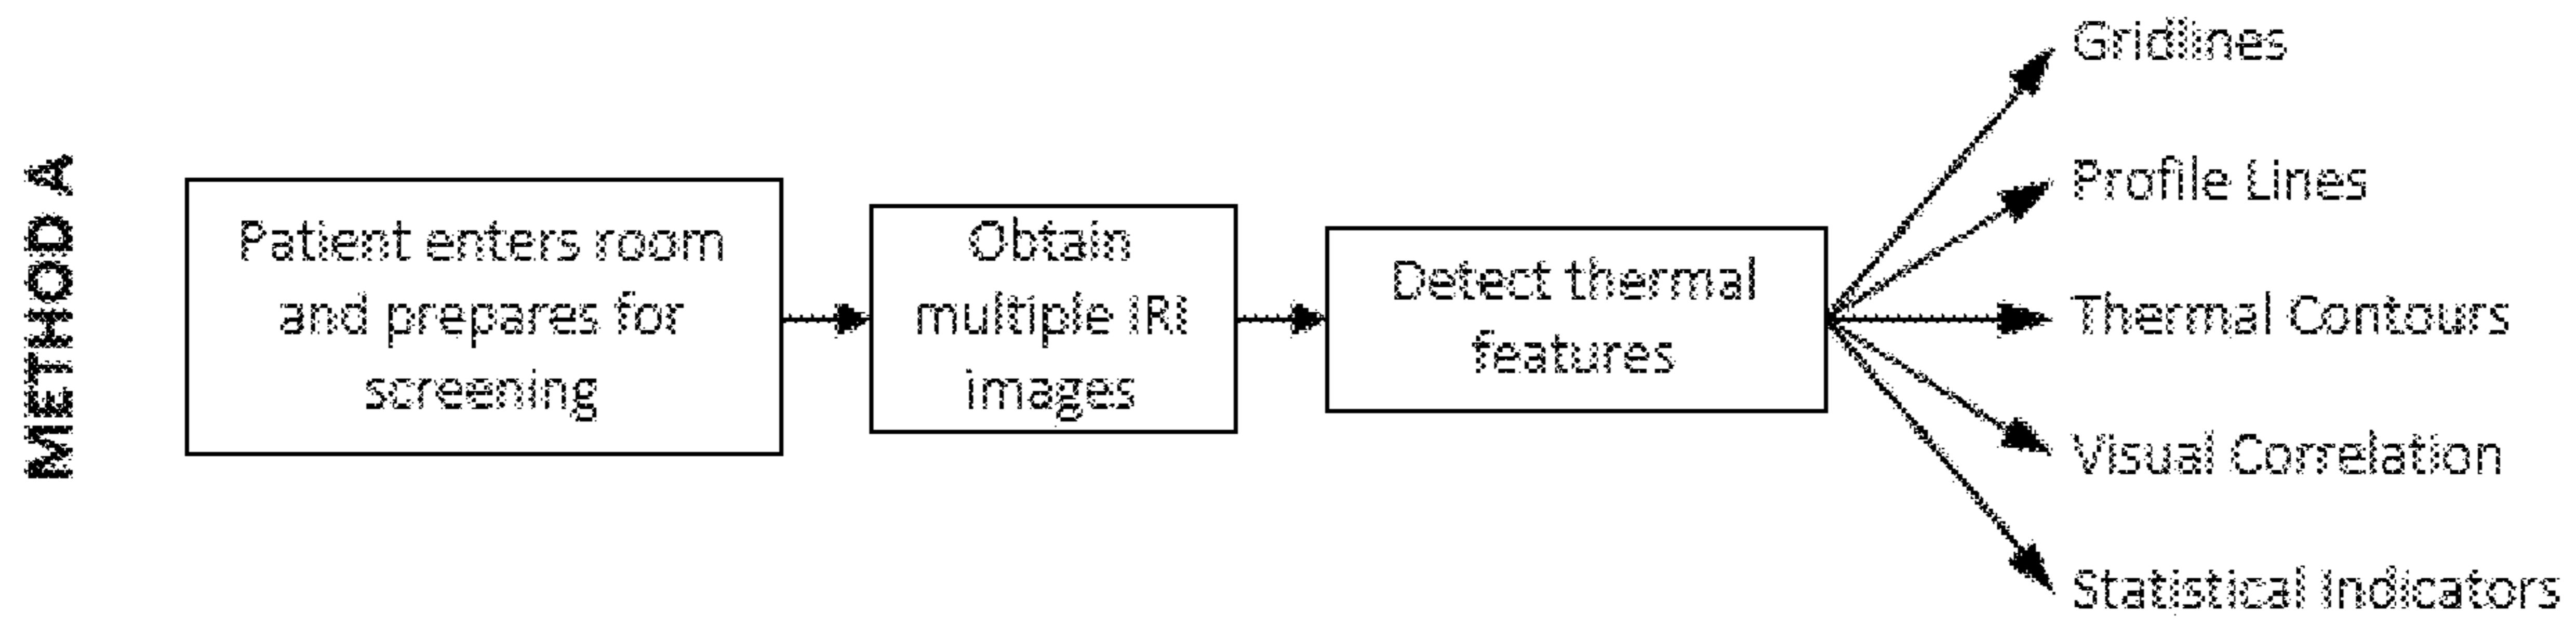 METHOD A
Patient enters room
and prepares for
screening
Obtain
multiple IRI
images
Detect thermal
features
Gridlines
Profile Lines
Thermal Contours
Visual Correlation
Statistical Indicators